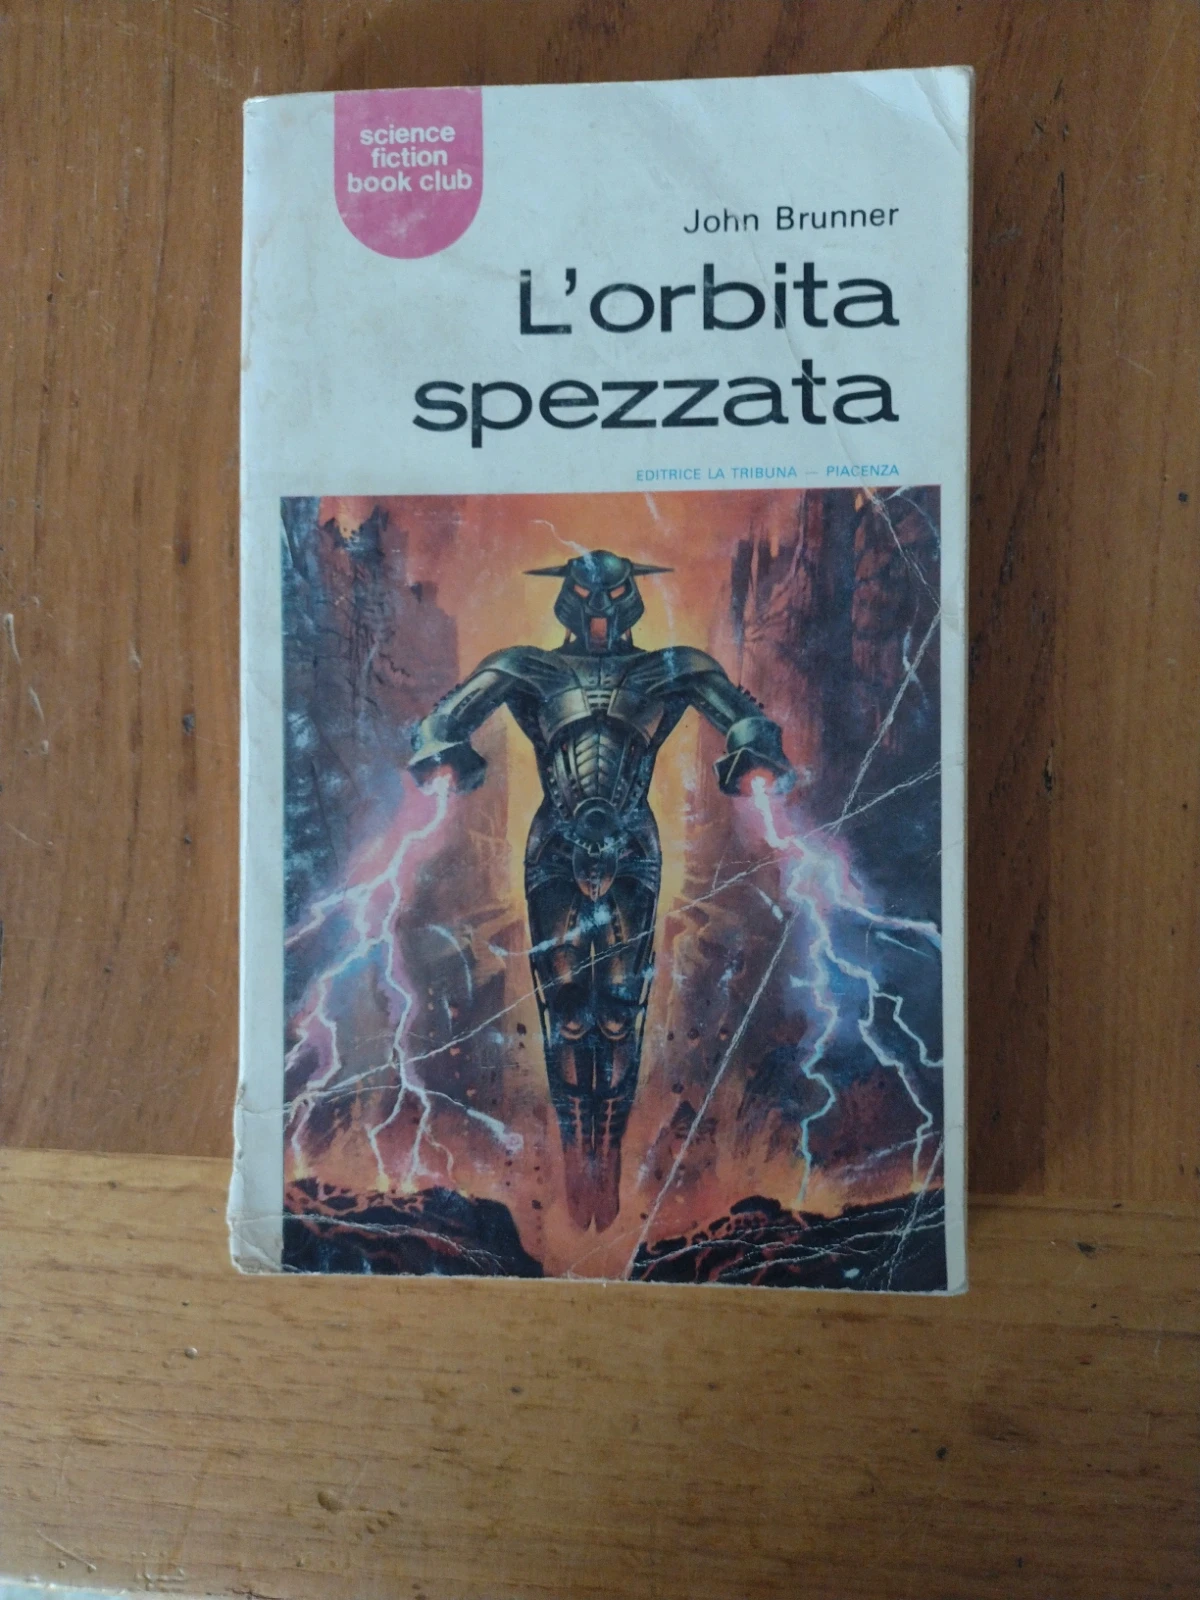 science
fiction
book club
John Brunner
L'orbita
spezzata
EDITRICE LA TRIBUNA — PIACENZA